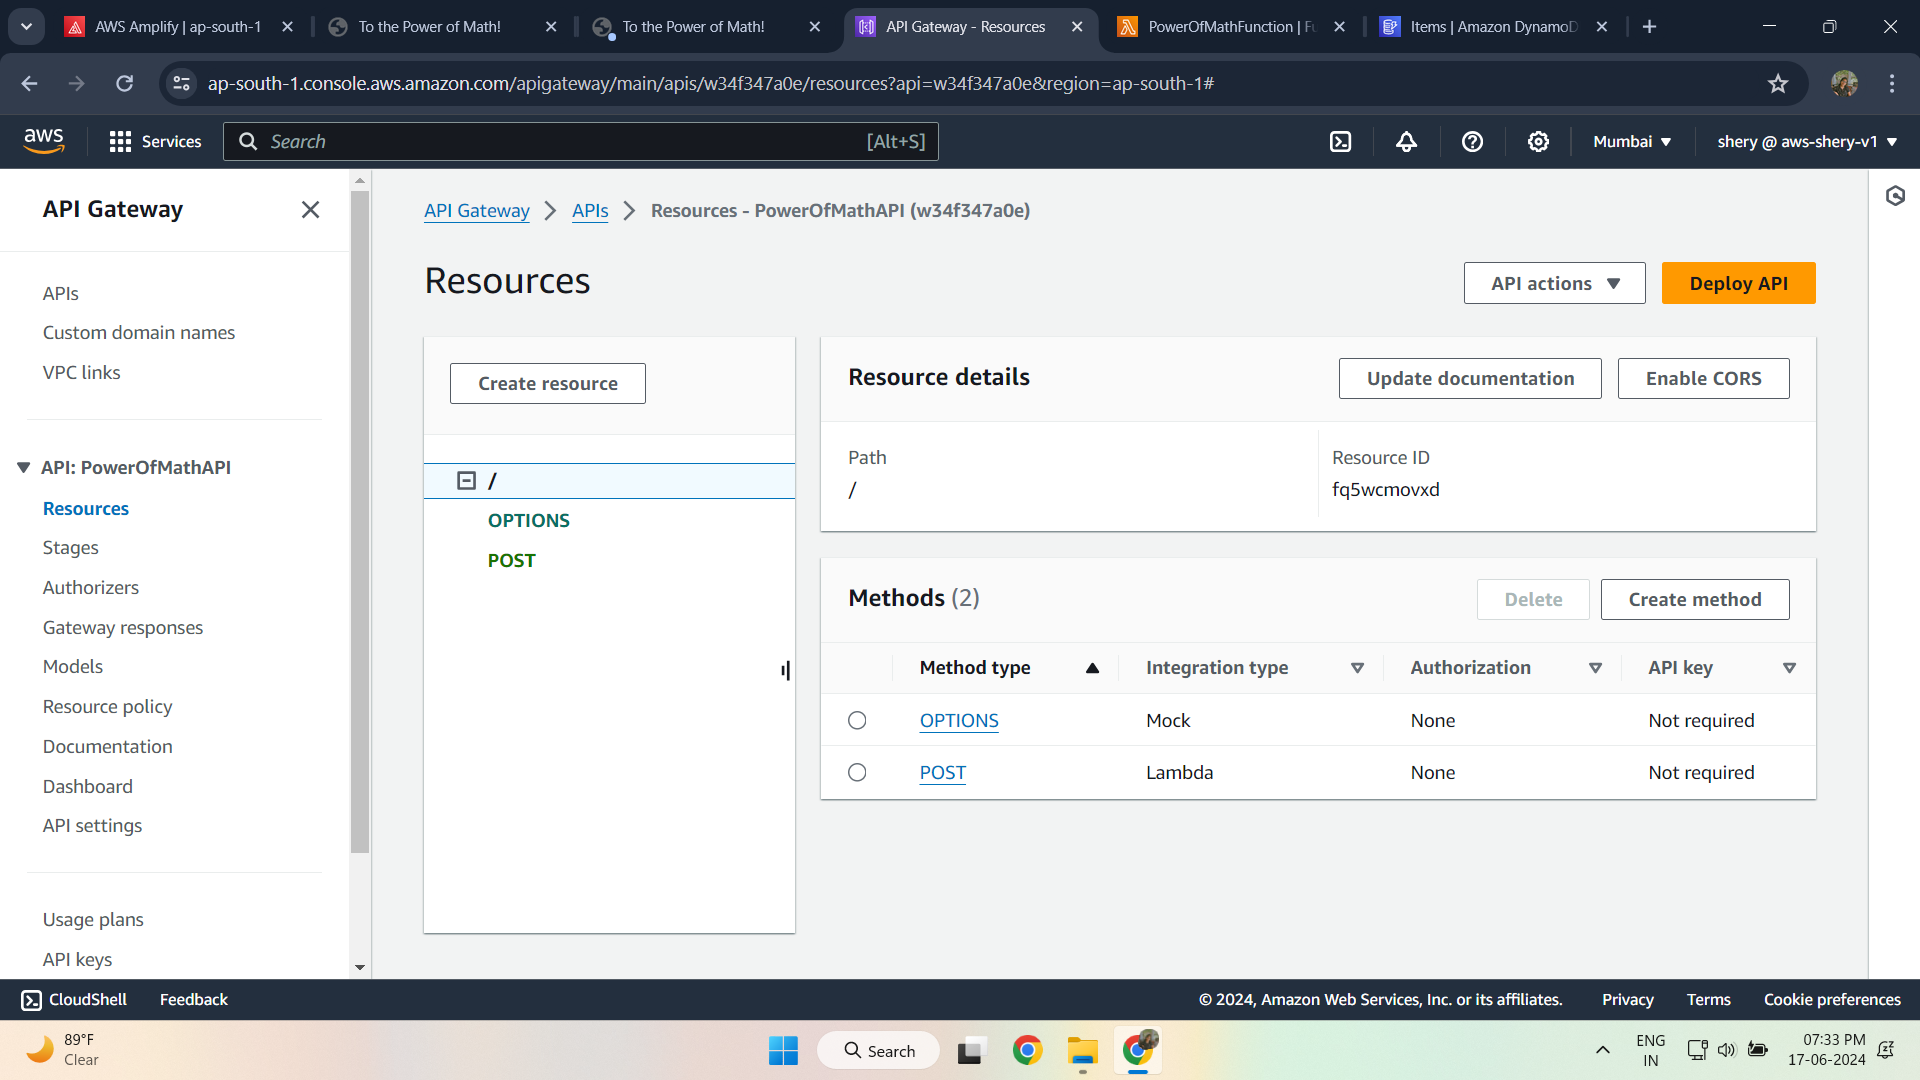 AWS Amplify | ap-south-1
To the Power of Math!
To the Power of Math!
API Gateway - Resources
PowerOfMathFunction | Fu
Items | Amazon DynamoD
ap-south-1.console.aws.amazon.com/apigateway/main/apis/w34f347a0e/resources?api=w34f347a0e&region=ap-south-1#
aws
Services
Search
[Alt+S]
Mumbai
shery @ aws-shery-v1
API Gateway
APIs
Custom domain names
VPC links
API: PowerOfMathAPI
Resources
Stages
Authorizers
Gateway responses
Models
Resource policy
Documentation
Dashboard
API settings
Usage plans
API keys
API Gateway
APIs
Resources - PowerOfMathAPI (w34f347a0e)
Resources
API actions
Deploy API
Create resource
/
OPTIONS
POST
Resource details
Update documentation
Enable CORS
Path
/
Resource ID
fq5wcmovxd
Methods (2)
Delete
Create method
Method type
Integration type
Authorization
API key
OPTIONS
Mock
None
Not required
POST
Lambda
None
Not required
CloudShell
Feedback
© 2024, Amazon Web Services, Inc. or its affiliates.
Privacy
Terms
Cookie preferences
89°F
Clear
Search
ENG
IN
07:33 PM
17-06-2024